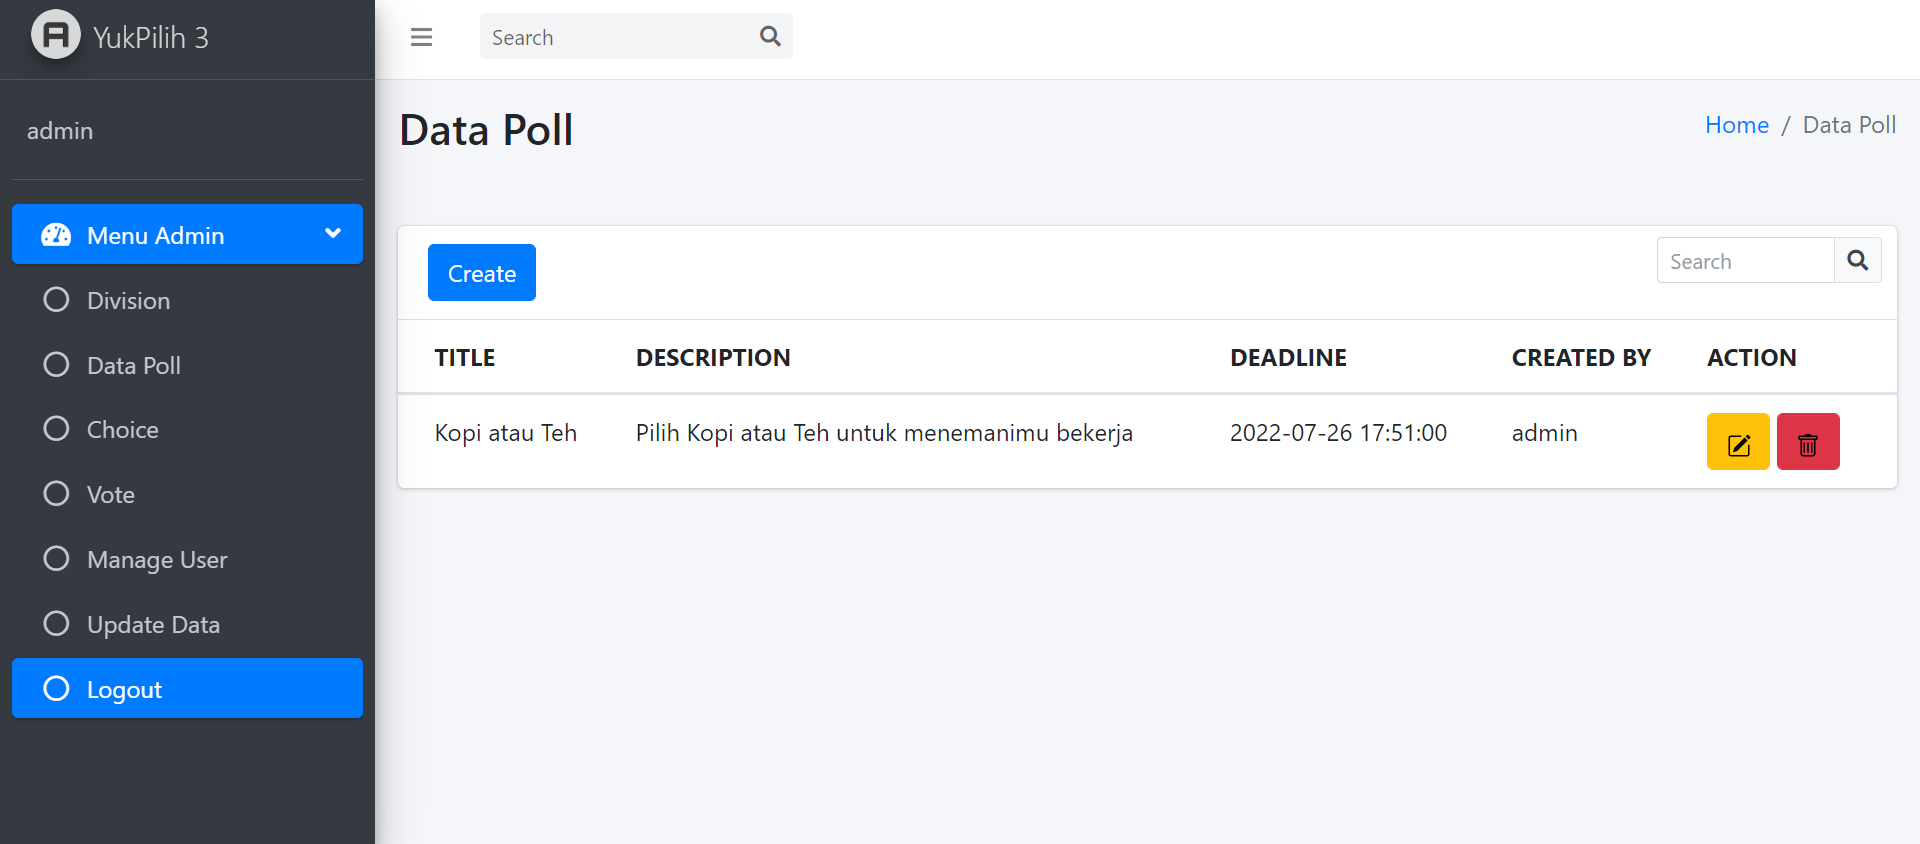 YukPilih 3
admin
Menu Admin
Division
Data Poll
Choice
Vote
Manage User
Update Data
Logout
Search
Data Poll
Home / Data Poll
Create
Search
TITLE DESCRIPTION DEADLINE CREATED BY ACTION
Kopi atau Teh Pilih Kopi atau Teh untuk menemanimu bekerja 2022-07-26 17:51:00 admin